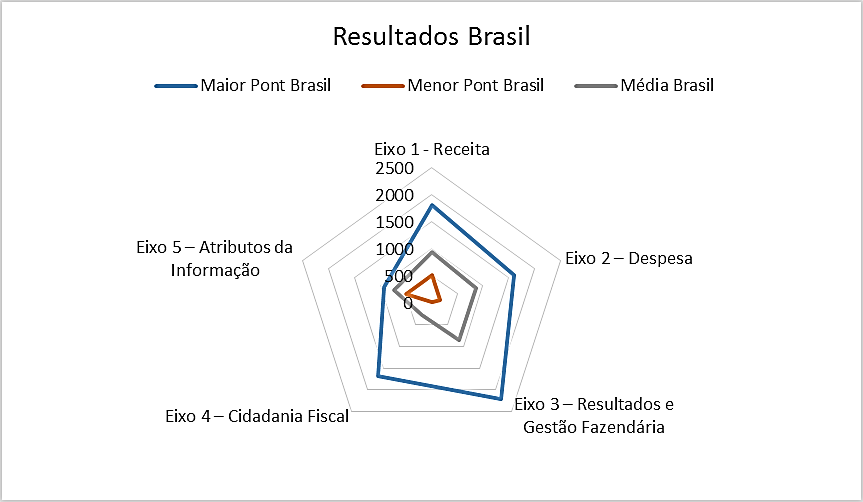 Resultados Brasil
Maior Pont Brasil
Menor Pont Brasil
Média Brasil
Eixo 1 - Receita
2500
2000
1500
1000
500
0
Eixo 5 – Atributos da
Informação
Eixo 2 – Despesa
Eixo 4 – Cidadania Fiscal
Eixo 3 – Resultados e
Gestão Fazendária